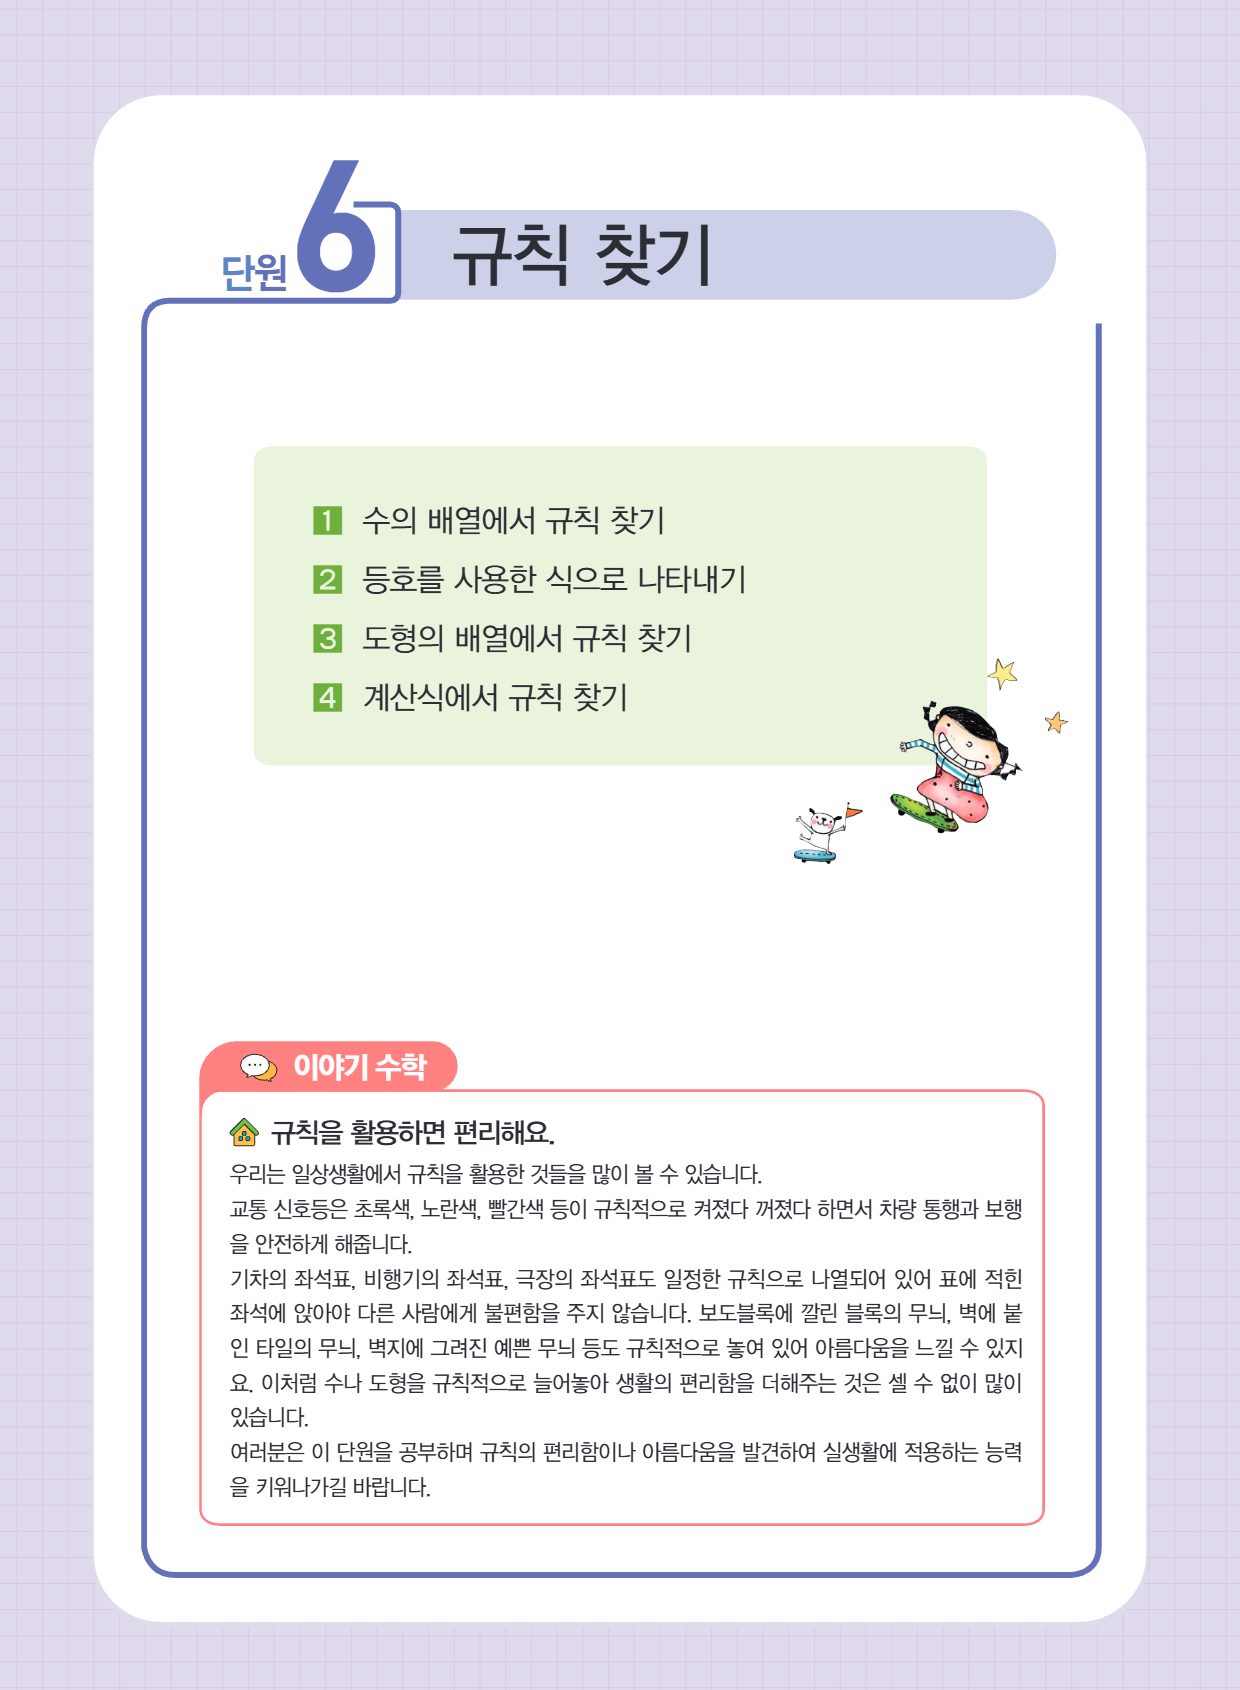 단원 6 규칙 찾기
1 수의 배열에서 규칙 찾기
2 등호를 사용한 식으로 나타내기
3 도형의 배열에서 규칙 찾기
4 계산식에서 규칙 찾기
이야기 수학
규칙을 활용하면 편리해요.
우리는 일상생활에서 규칙을 활용한 것들을 많이 볼 수 있습니다.
교통 신호등은 초록색, 노란색, 빨간색 등이 규칙적으로 켜졌다 꺼졌다 하면서 차량 통행과 보행
을 안전하게 해줍니다.
기차의 좌석표, 비행기의 좌석표, 극장의 좌석표도 일정한 규칙으로 나열되어 있어 표에 적힌
좌석에 앉아야 다른 사람에게 불편함을 주지 않습니다. 보도블록에 깔린 블록의 무늬, 벽에 붙
인 타일의 무늬, 벽지에 그려진 예쁜 무늬 등도 규칙적으로 놓여 있어 아름다움을 느낄 수 있지
요. 이처럼 수나 도형을 규칙적으로 늘어놓아 생활의 편리함을 더해주는 것은 셀 수 없이 많이
있습니다.
여러분은 이 단원을 공부하며 규칙의 편리함이나 아름다움을 발견하여 실생활에 적용하는 능력
을 키워나가길 바랍니다.